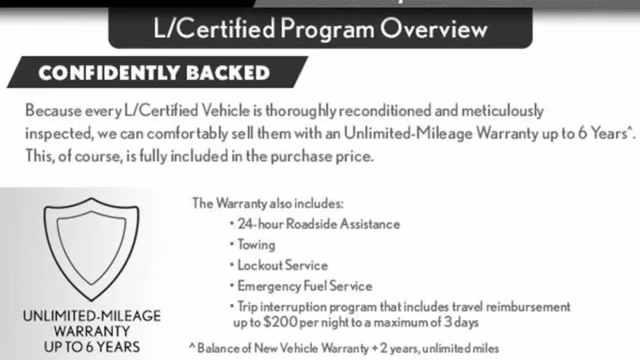 L/Certified Program Overview
CONFIDENTLY BACKED
Because every L/Certified Vehicle is thoroughly reconditioned and meticulously
inspected, we can comfortably sell them with an Unlimited-Mileage Warranty up to 6 Years^.
This, of course, is fully included in the purchase price.
The Warranty also includes:
• 24-hour Roadside Assistance
• Towing
• Lockout Service
• Emergency Fuel Service
• Trip interruption program that includes travel reimbursement
up to $200 per night to a maximum of 3 days
UNLIMITED-MILEAGE
WARRANTY
UP TO 6 YEARS
^ Balance of New Vehicle Warranty + 2 years, unlimited miles